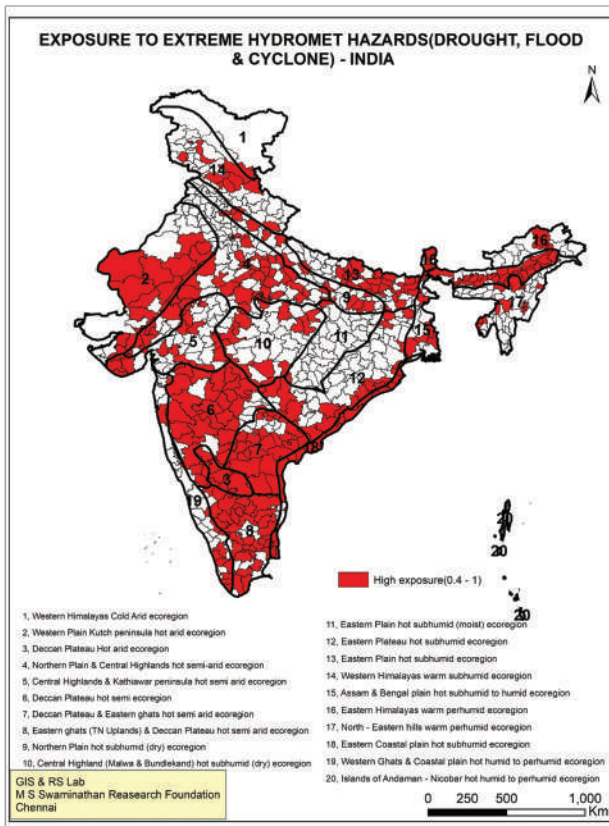 EXPOSURE TO EXTREME HYDROMET HAZARDS(DROUGHT, FLOOD
& CYCLONE) - INDIA
N
1
14
2
4
13
16
16
9
17
5
10
11
15
12
6
7
18
3
19
8
20
20
20
High exposure(0.4 - 1)
1, Western Himalayas Cold Arid ecoregion
2, Western Plain Kutch peninsula hot arid ecoregion
3, Deccan Plateau Hot arid ecoregion
4, Northern Plain & Central Highlands hot semi-arid ecoregion
5, Central Highlands & Kathiawar peninsula hot semi arid ecoregion
6, Deccan Plateau hot semi ecoregion
7, Deccan Plateau & Eastern ghats hot semi arid ecoregion
8, Eastern ghats (TN Uplands) & Deccan Plateau hot semi arid ecoregion
9, Northern Plain hot subhumid (dry) ecoregion
10, Central Highland (Malwa & Bundlekand) hot subhumid (dry) ecoregion
11, Eastern Plain hot subhumid (moist) ecoregion
12, Eastern Plateau hot subhumid ecoregion
13, Eastern Plain hot subhumid ecoregion
14, Western Himalayas warm subhumid ecoregion
15, Assam & Bengal plain hot subhumid to humid ecoregion
16, Eastern Himalayas warm perhumid ecoregion
17, North - Eastern hills warm perhumid ecoregion
18, Eastern Coastal plain hot subhumid ecoregion
19, Western Ghats & Coastal plain hot humid to perhumid ecoregion
20, Islands of Andaman - Nicobar hot humid to perhumid ecoregion
GIS & RS Lab
M S Swaminathan Reasearch Foundation
Chennai
0 500 1,000
Km